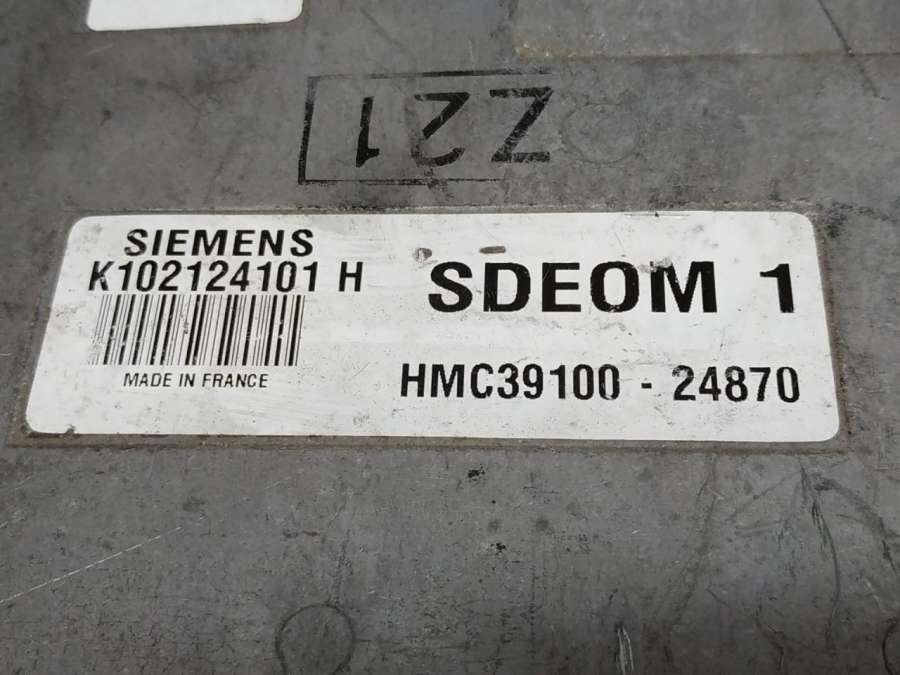 Z21
SIEMENS
K102124101 H
SDEOM 1
MADE IN FRANCE
HMC39100 - 24870